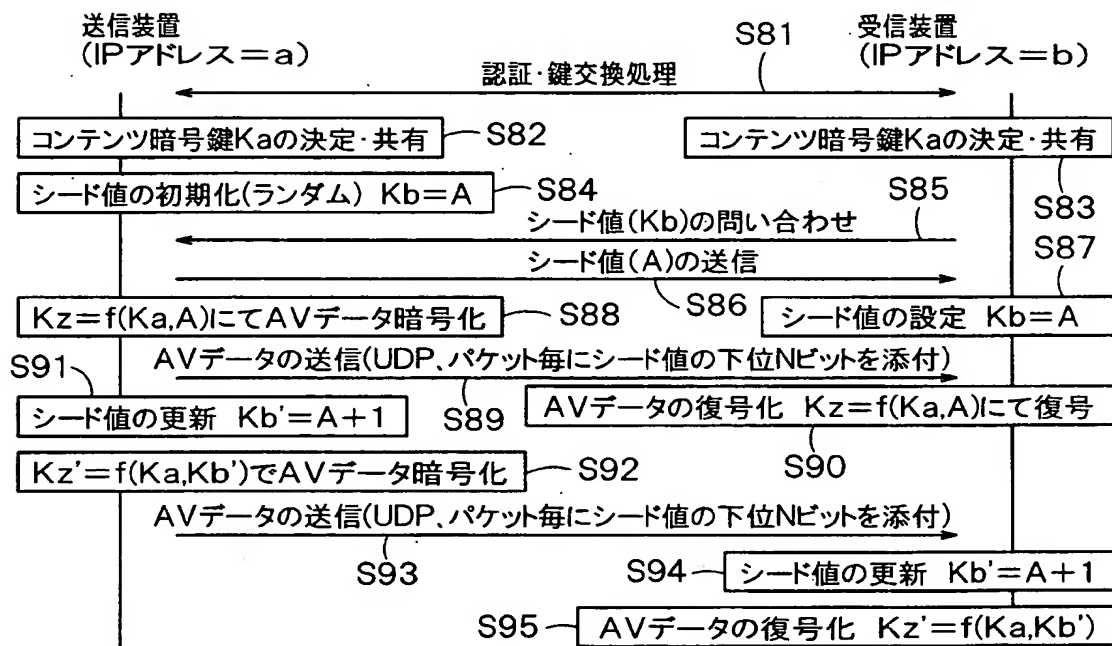 送信装置
(IPアドレス=a)
受信装置
(IPアドレス=b)
S81
認証・鍵交換処理
コンテンツ暗号鍵Kaの決定・共有
S82
コンテンツ暗号鍵Kaの決定・共有
S83
シード値の初期化(ランダム) Kb=A
S84
S85
シード値(Kb)の問い合わせ
シード値(A)の送信
S86
S87
Kz=f(Ka,A)にてAVデータ暗号化
S88
シード値の設定 Kb=A
AVデータの送信(UDP、パケット毎にシード値の下位Nビットを添付)
S89
S91
シード値の更新 Kb'=A+1
AVデータの復号化 Kz=f(Ka,A)にて復号
S90
Kz'=f(Ka,Kb')でAVデータ暗号化
S92
AVデータの送信(UDP、パケット毎にシード値の下位Nビットを添付)
S93
S94
シード値の更新 Kb'=A+1
S95
AVデータの復号化 Kz'=f(Ka,Kb')